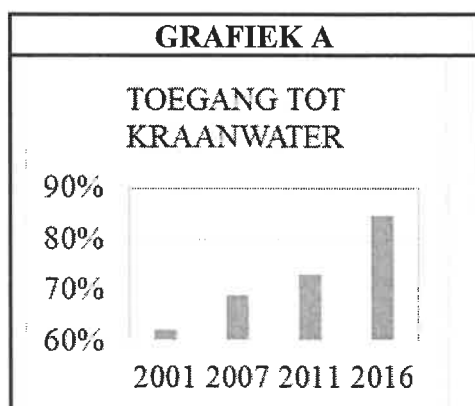 GRAFIEK A
TOEGANG TOT
KRAANWATER
90%
80%
70%
60%
2001 2007 2011 2016